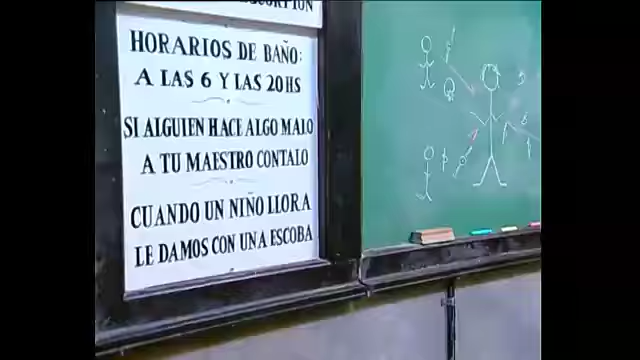 HORARIOS DE BAÑO:
A LAS 6 Y LAS 20HS
SI ALGUIEN HACE ALGO MALO
A TU MAESTRO CONTALO
CUANDO UN NIÑO LLORA
LE DAMOS CON UNA ESCOBA